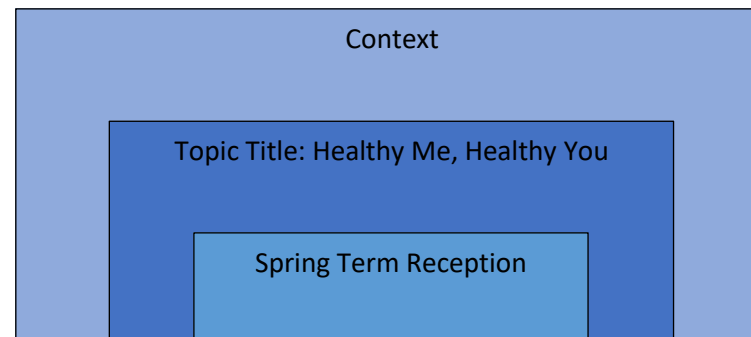 Context
Topic Title: Healthy Me, Healthy You
Spring Term Reception